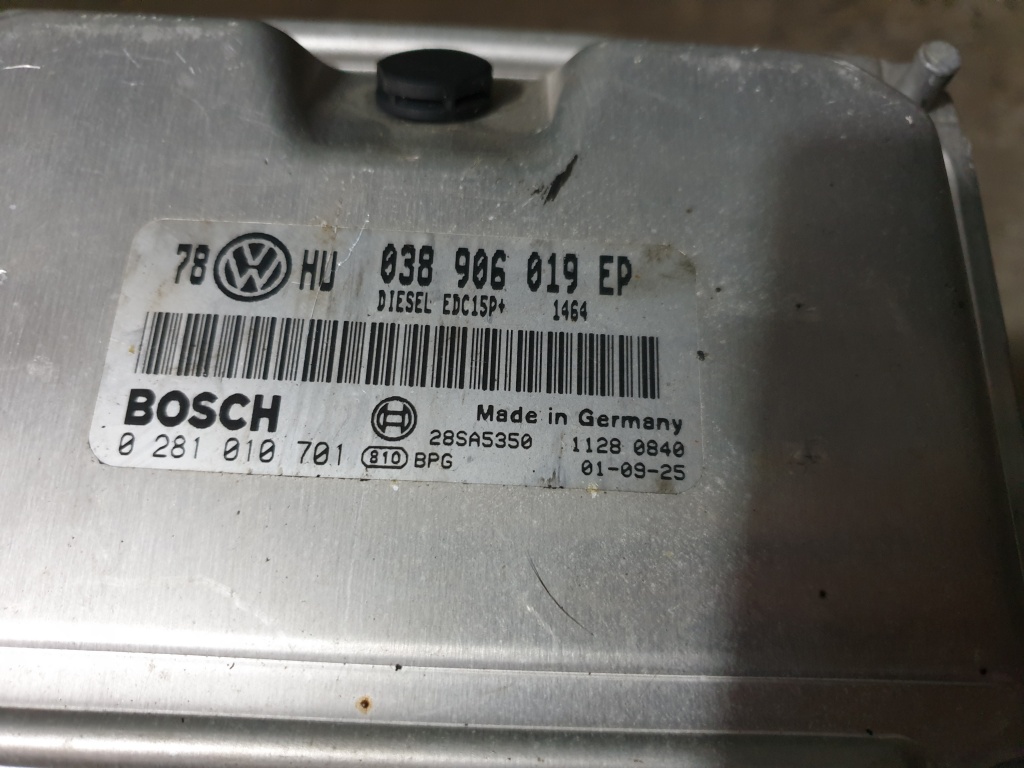 78 VW HU 038 906 019 EP
DIESEL EDC15P+ 1464
BOSCH
Made in Germany
0 281 010 701 810 BPG 28SA5350 1128 0840
01-09-25